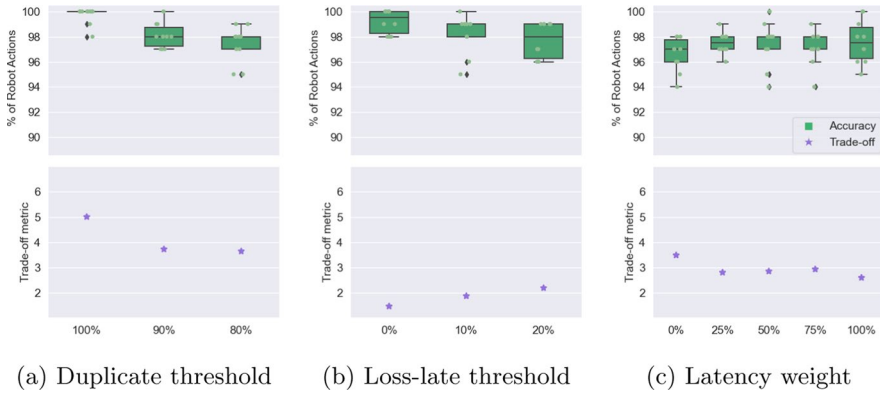 100
98
96
94
92
90
% of Robot Actions
6
5
4
3
2
Trade-off metric
100% 90% 80%
(a) Duplicate threshold
100
98
96
94
92
90
% of Robot Actions
6
5
4
3
2
Trade-off metric
0% 10% 20%
(b) Loss-late threshold
100
98
96
94
92
90
% of Robot Actions
Accuracy
Trade-off
6
5
4
3
2
Trade-off metric
0% 25% 50% 75% 100%
(c) Latency weight